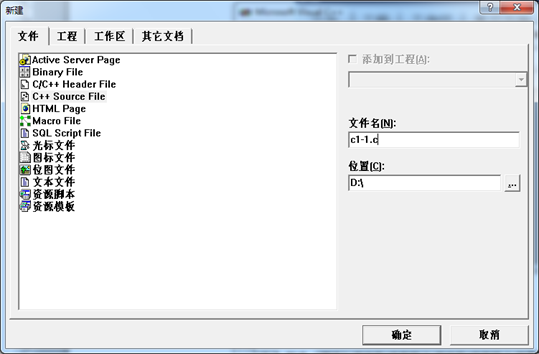 新建
文件 工程 工作区 其它文档
Active Server Page
Binary File
C/C++ Header File
C++ Source File
HTML Page
Macro File
SQL Script File
光标文件
图标文件
位图文件
文本文件
资源脚本
资源模板
添加到工程(A):
文件名(N):
c1-1.c
位置(C):
D:\
...
确定 取消